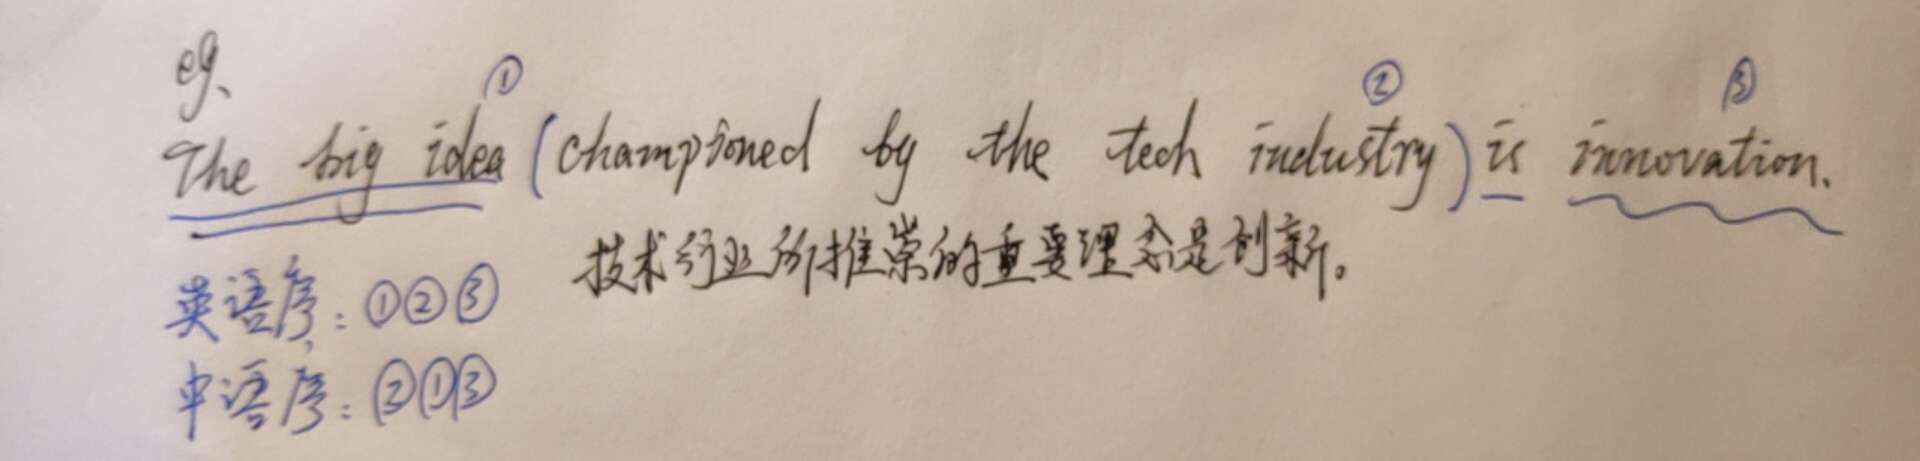 eg、
① ② ③
The big idea (championed by the tech industry) is innovation.
技术行业所推崇的重要理念是创新。
英语序：①②③
中语序：②①③